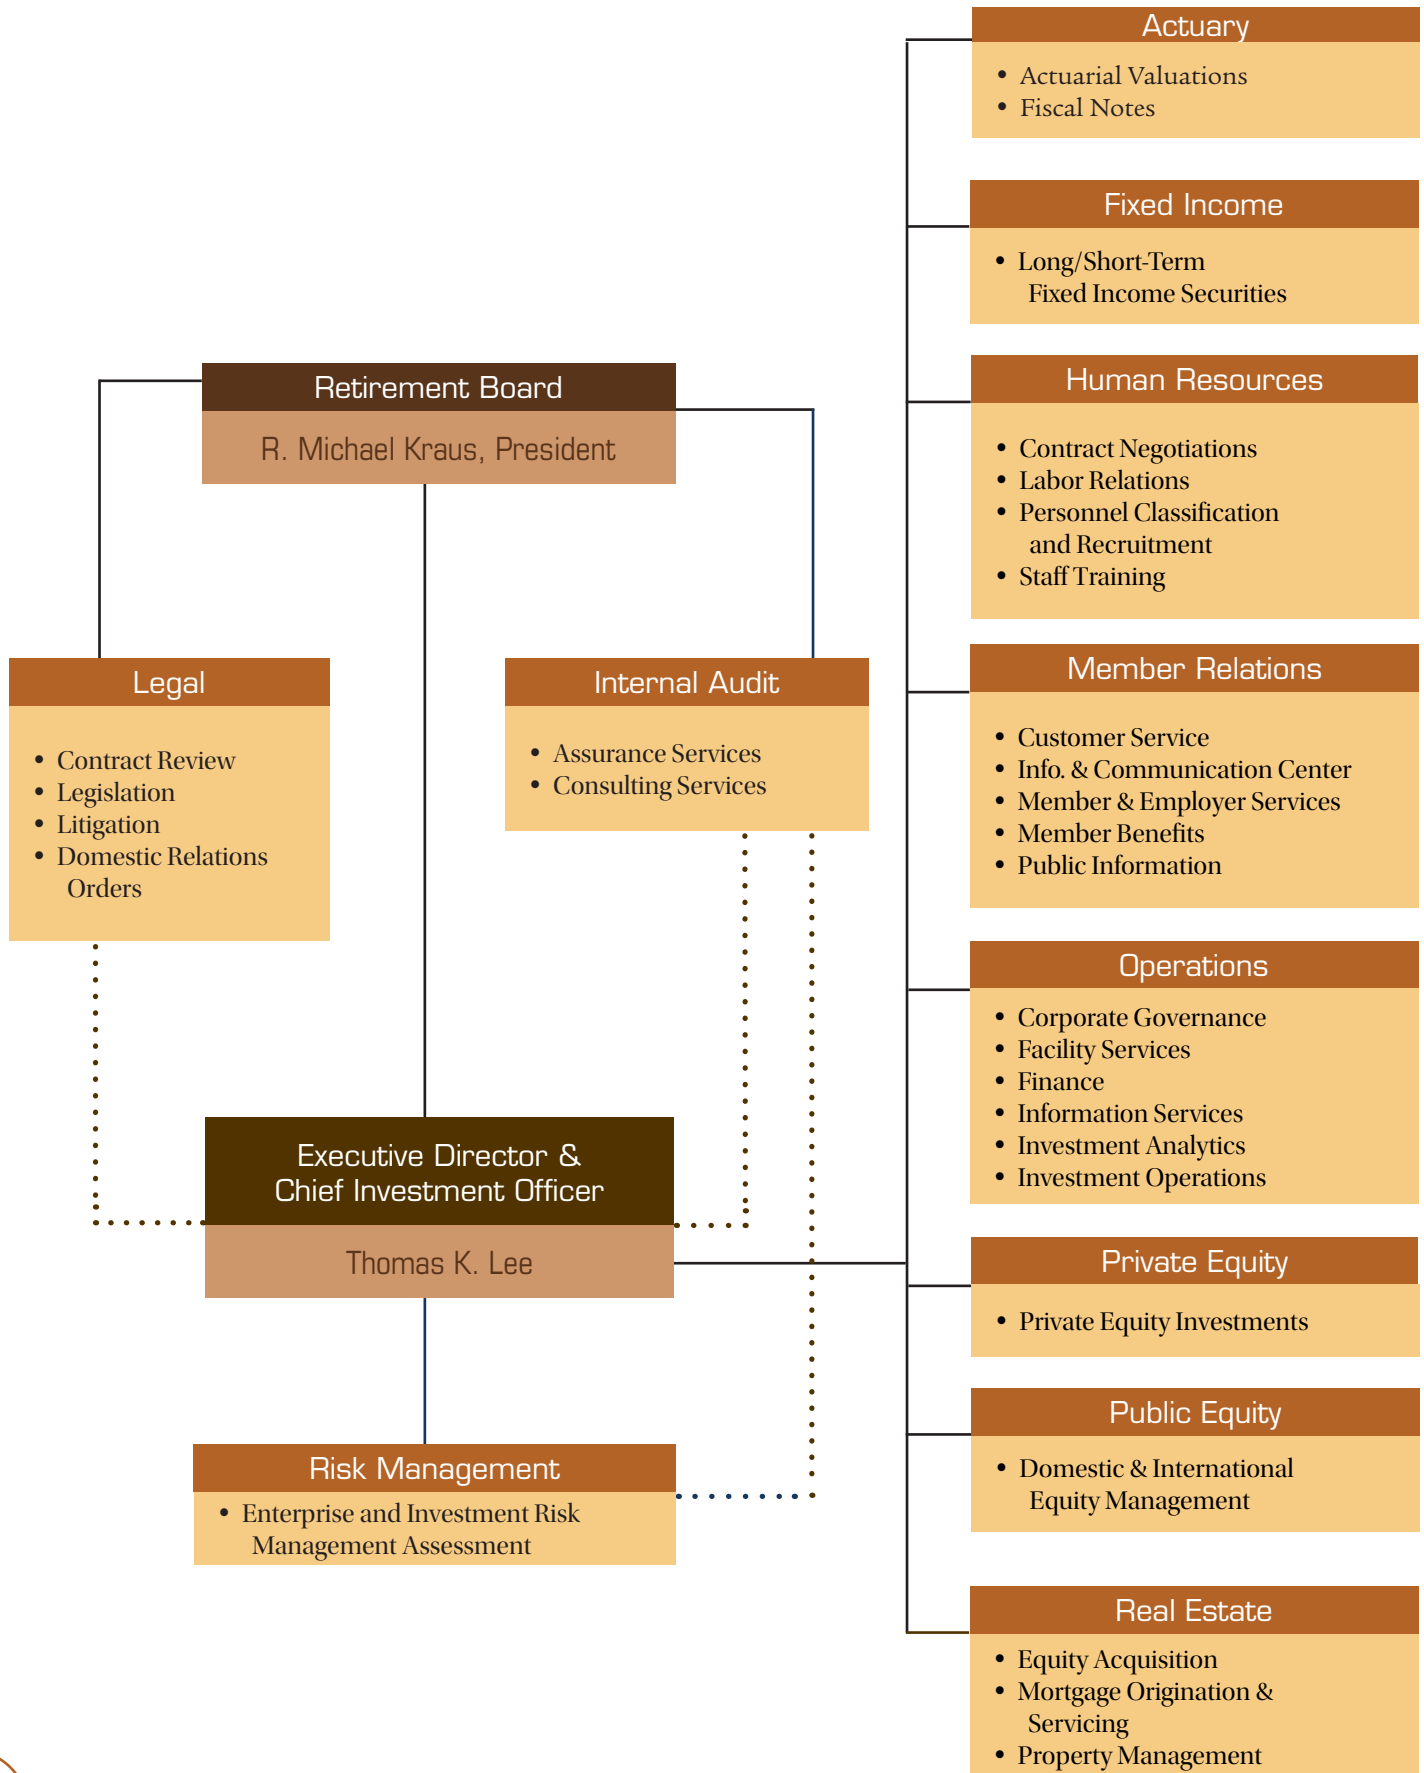 Actuary
• Actuarial Valuations
• Fiscal Notes
Fixed Income
• Long/Short-Term
Fixed Income Securities
Retirement Board
R. Michael Kraus, President
Human Resources
• Contract Negotiations
• Labor Relations
• Personnel Classification
and Recruitment
• Staff Training
Legal
• Contract Review
• Legislation
• Litigation
• Domestic Relations
Orders
Internal Audit
• Assurance Services
• Consulting Services
Member Relations
• Customer Service
• Info. & Communication Center
• Member & Employer Services
• Member Benefits
• Public Information
Operations
• Corporate Governance
• Facility Services
• Finance
• Information Services
• Investment Analytics
• Investment Operations
Executive Director &
Chief Investment Officer
Thomas K. Lee
Private Equity
• Private Equity Investments
Risk Management
• Enterprise and Investment Risk
Management Assessment
Public Equity
• Domestic & International
Equity Management
Real Estate
• Equity Acquisition
• Mortgage Origination &
Servicing
• Property Management